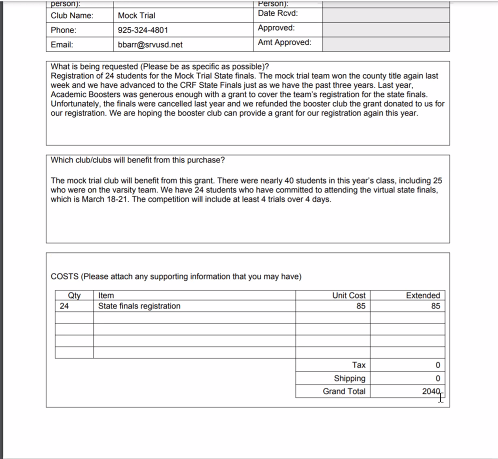 person):
Person):
Club Name: Mock Trial Date Rcvd:
Phone: 925-324-4801 Approved:
Email: bbarr@srvusd.net Amt Approved:
What is being requested (Please be as specific as possible)?
Registration of 24 students for the Mock Trial State finals. The mock trial team won the county title again last
week and we have advanced to the CRF State Finals just as we have the past three years. Last year,
Academic Boosters was generous enough with a grant to cover the team's registration for the state finals.
Unfortunately, the finals were cancelled last year and we refunded the booster club the grant donated to us for
our registration. We are hoping the booster club can provide a grant for our registration again this year.
Which club/clubs will benefit from this purchase?
The mock trial club will benefit from this grant. There were nearly 40 students in this year's class, including 25
who were on the varsity team. We have 24 students who have committed to attending the virtual state finals,
which is March 18-21. The competition will include at least 4 trials over 4 days.
COSTS (Please attach any supporting information that you may have)
Qty Item Unit Cost Extended
24 State finals registration 85 85
Tax 0
Shipping 0
Grand Total 2040